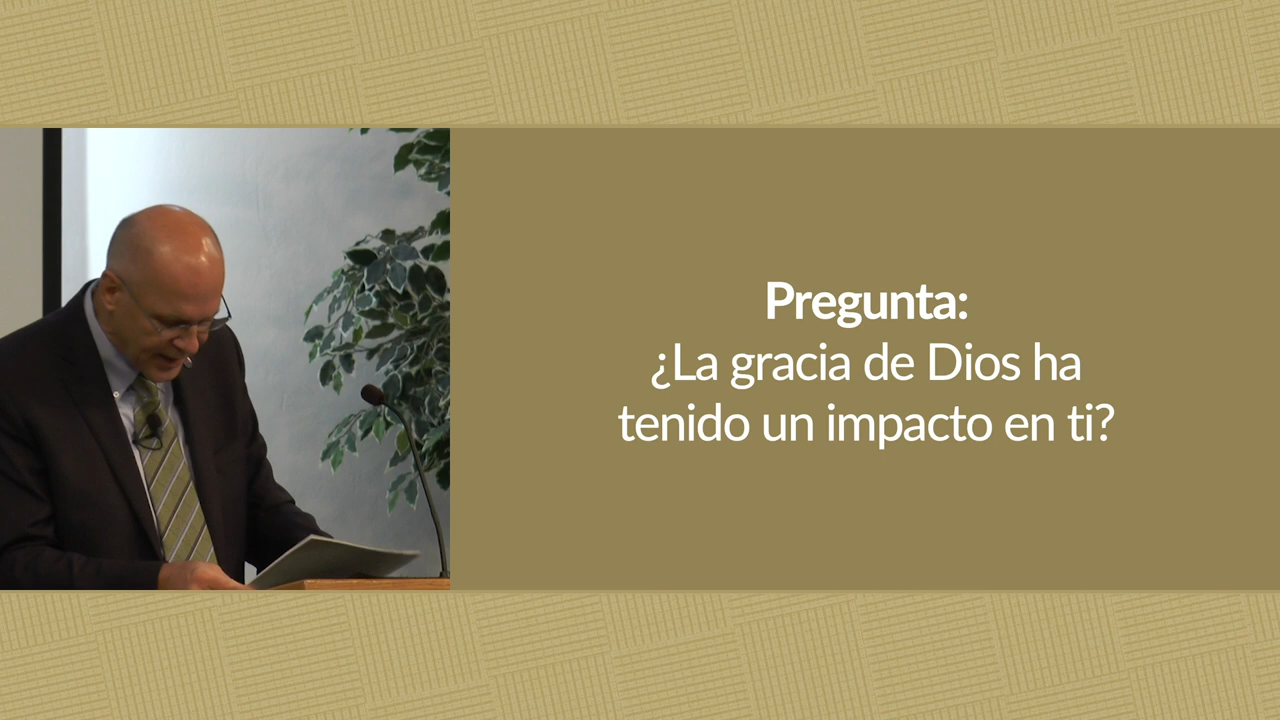 Pregunta:
¿La gracia de Dios ha
tenido un impacto en ti?